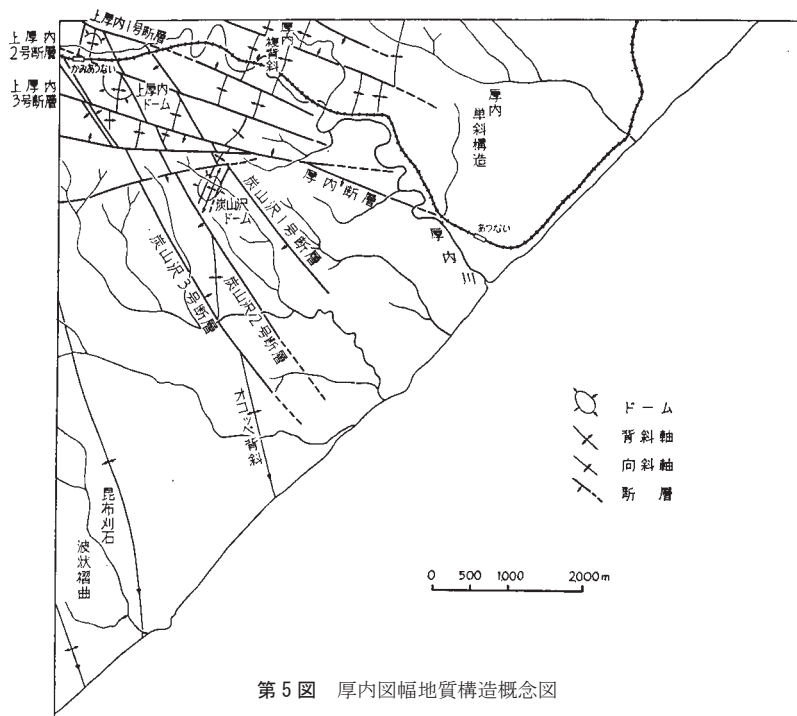 上厚内1号断層
上厚内
2号断層
かみあつない
上厚内
3号断層
上厚内
ドーム
厚内
複背斜
厚内
単斜構造
厚内断層
あつない
厚内川
炭山沢
ドーム
炭山沢1号断層
炭山沢2号断層
炭山沢3号断層
オコッペ背斜
昆布刈石
波状褶曲
ドーム
背斜軸
向斜軸
断層
0 500 1,000 2,000m
第5図 厚内図幅地質構造概念図